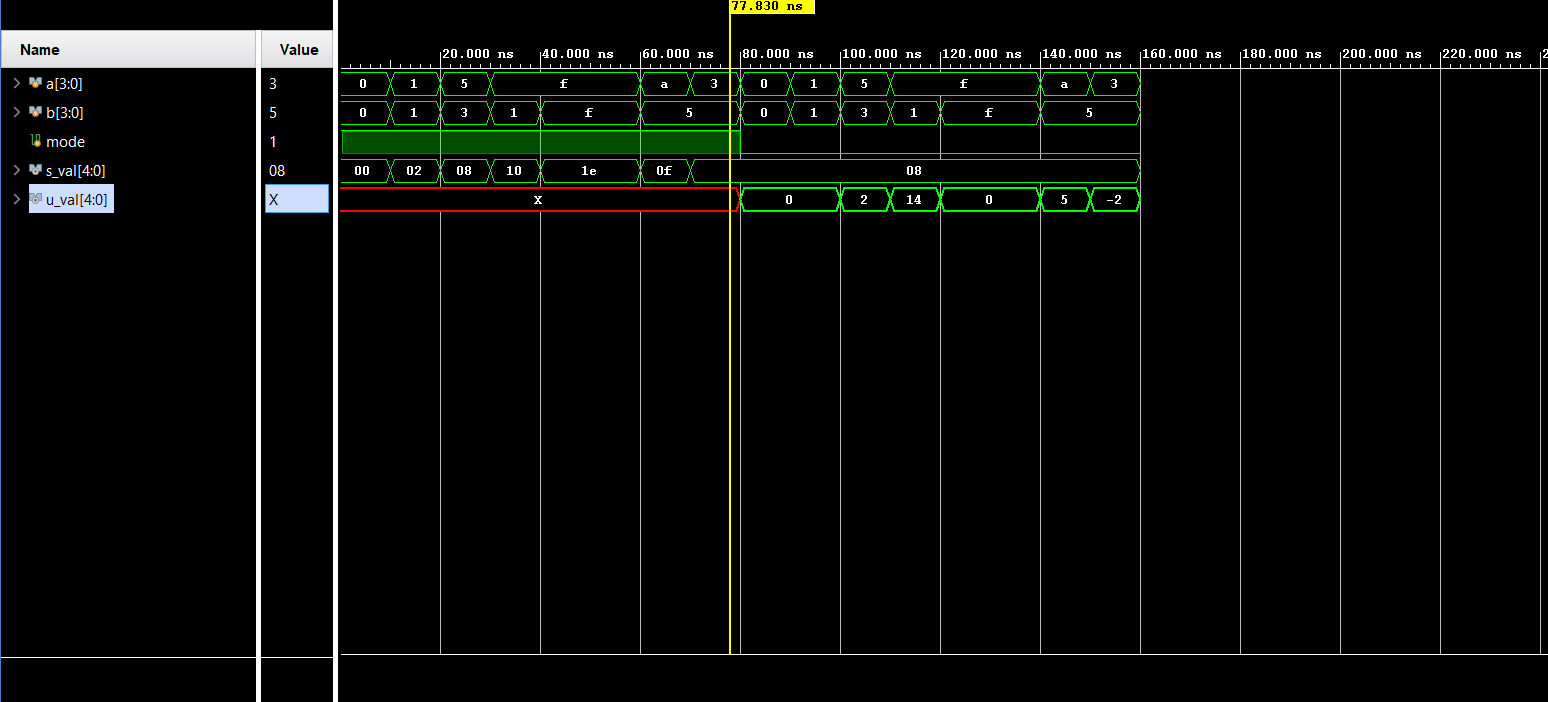 77.830 ns
Name Value 20.000 ns 40.000 ns 60.000 ns 80.000 ns 100.000 ns 120.000 ns 140.000 ns 160.000 ns 180.000 ns 200.000 ns 220.000 ns 2
a[3:0] 3 0 1 5 f a 3 0 1 5 f a 3
b[3:0] 5 0 1 3 1 f 5 0 1 3 1 f 5
mode 1
s_val[4:0] 08 00 02 08 10 1e 0f 08
u_val[4:0] X X 0 2 14 0 5 -2